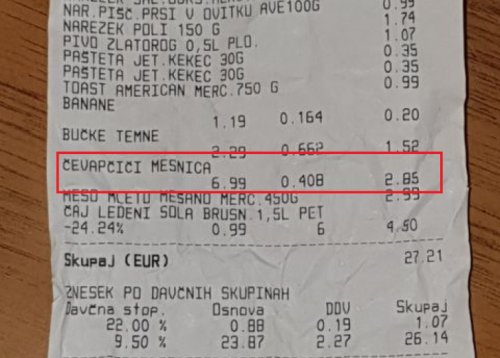 NAR.PIŠČ.PRSI V OVITKU AVE100G 0.99
NAREZEK POLI 150 G 1.74
PIVO ZLATOROG 0,5L PLO. 1.07
PASTETA JET.KEKEC 30G 0.35
PASTETA JET.KEKEC 30G 0.35
TOAST AMERICAN MERC.750 G 0.99
BANANE
1.19 0.164 0.20
BUČKE TEMNE
2.29 0.662 1.52
ČEVAPČIČI MESNICA
6.99 0.408 2.85
MESO MLETO MEŠANO MERC.450G 2.99
ČAJ LEDENI SOLA BRUSN.1,5L PET
-24.24% 0.99 6 4.50
Skupaj (EUR) 27.21
ZNESEK PO DAVČNIH SKUPINAH
Davčna stop. Osnova DDV Skupaj
22.00 % 0.88 0.19 1.07
9.50 % 23.87 2.27 26.14